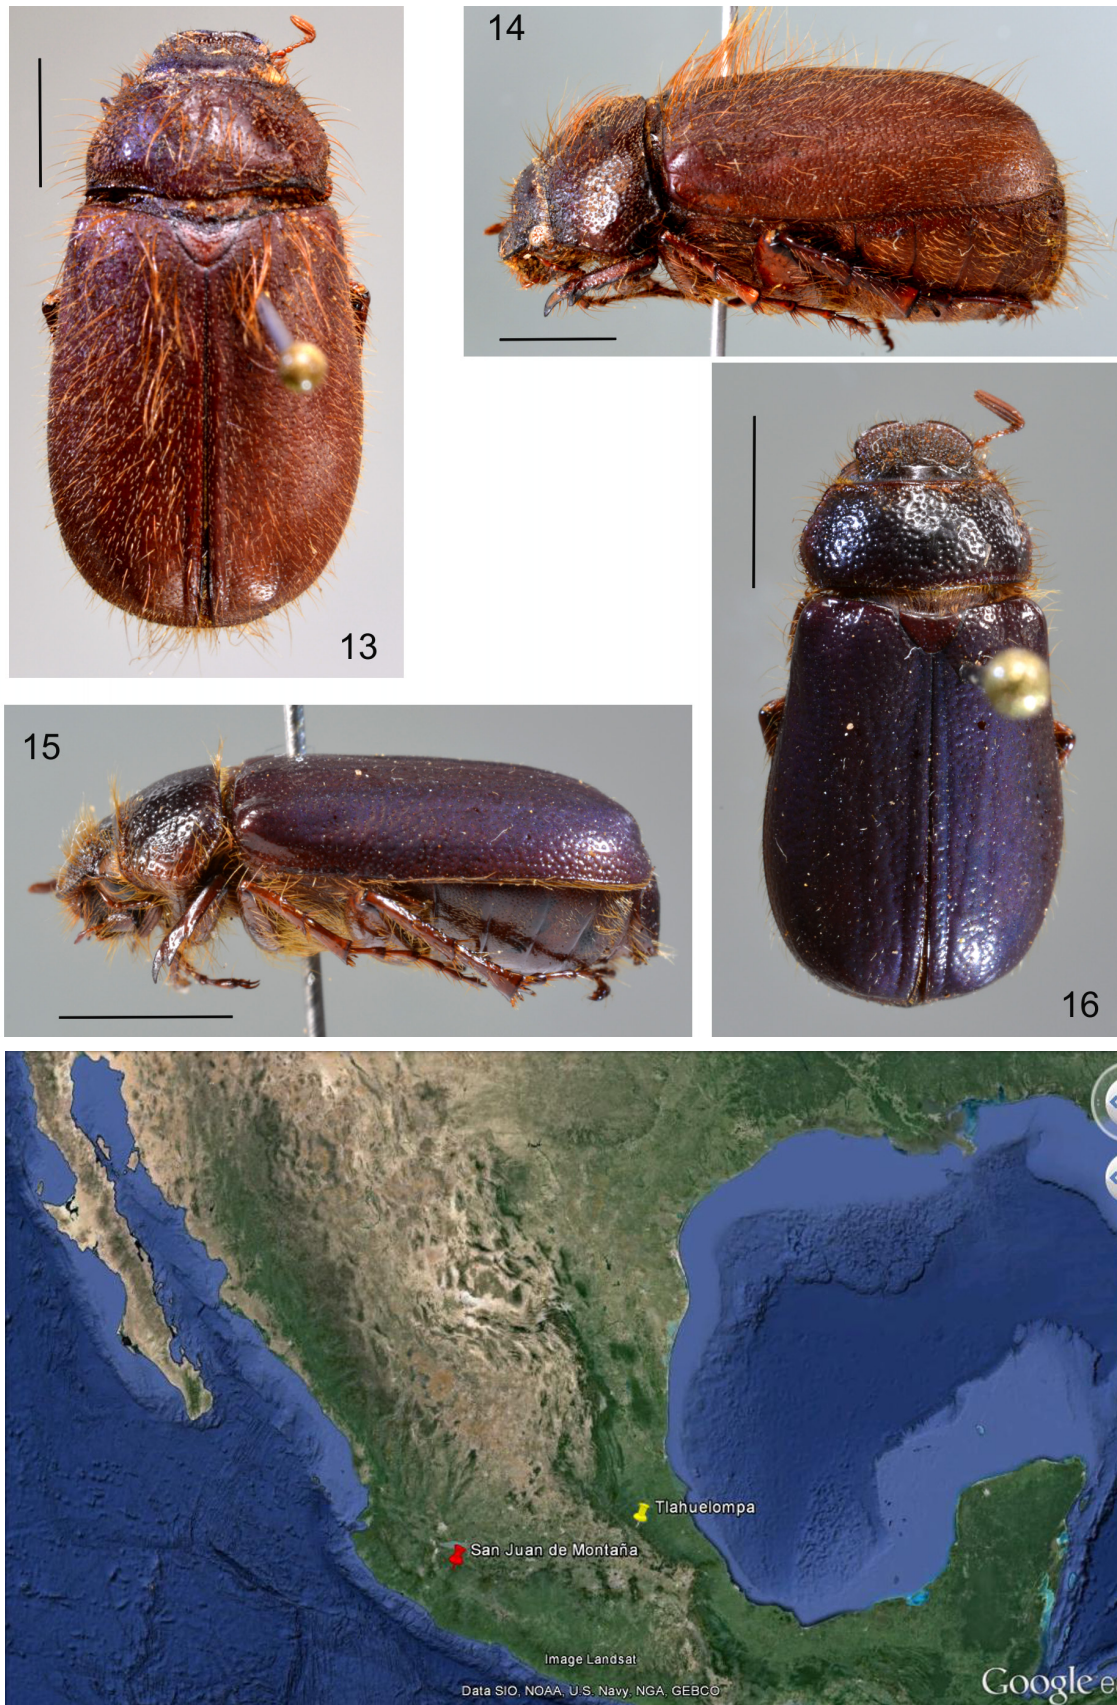 13
14
15
16
Tlahuelompa
San Juan de Montaña
Image Landsat
Data SIO, NOAA, U.S. Navy, NGA, GEBCO
Google e